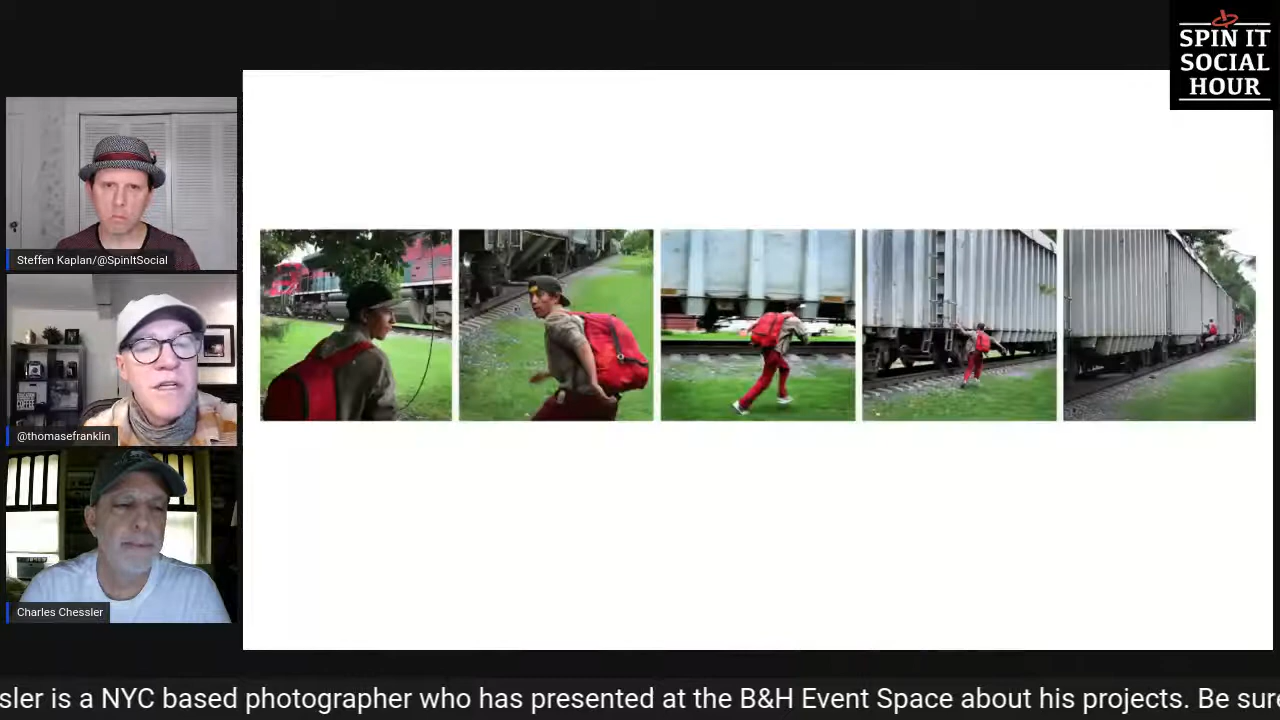 SPIN IT
SOCIAL
HOUR
Steffen Kaplan/@SpinItSocial
@thomasefranklin
Charles Chessler
sler is a NYC based photographer who has presented at the B&H Event Space about his projects. Be sure